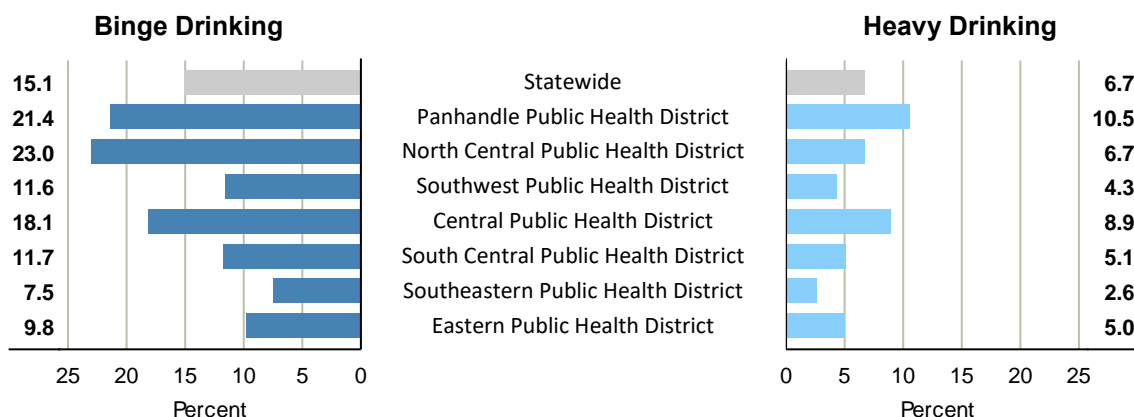 Binge Drinking Heavy Drinking
15.1 Statewide 6.7
21.4 Panhandle Public Health District 10.5
23.0 North Central Public Health District 6.7
11.6 Southwest Public Health District 4.3
18.1 Central Public Health District 8.9
11.7 South Central Public Health District 5.1
7.5 Southeastern Public Health District 2.6
9.8 Eastern Public Health District 5.0
25 20 15 10 5 0 0 5 10 15 20 25
Percent Percent